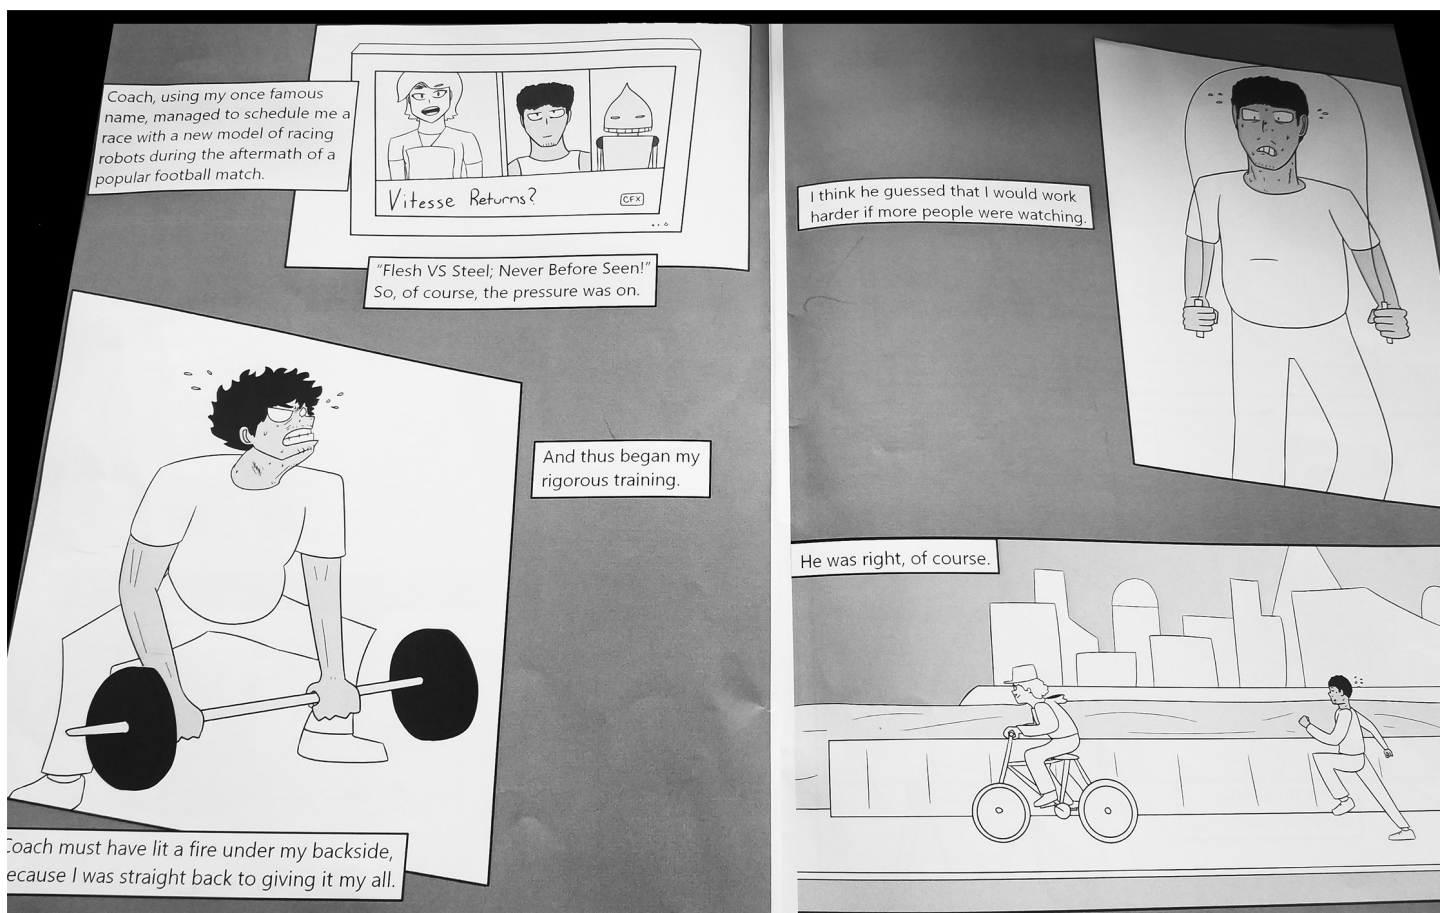 Coach, using my once famous
name, managed to schedule me a
race with a new model of racing
robots during the aftermath of a
popular football match.
Vitesse Returns?
CFX
"Flesh VS Steel; Never Before Seen!"
So, of course, the pressure was on.
And thus began my
rigorous training.
Coach must have lit a fire under my backside,
ecause I was straight back to giving it my all.
I think he guessed that I would work
harder if more people were watching.
He was right, of course.